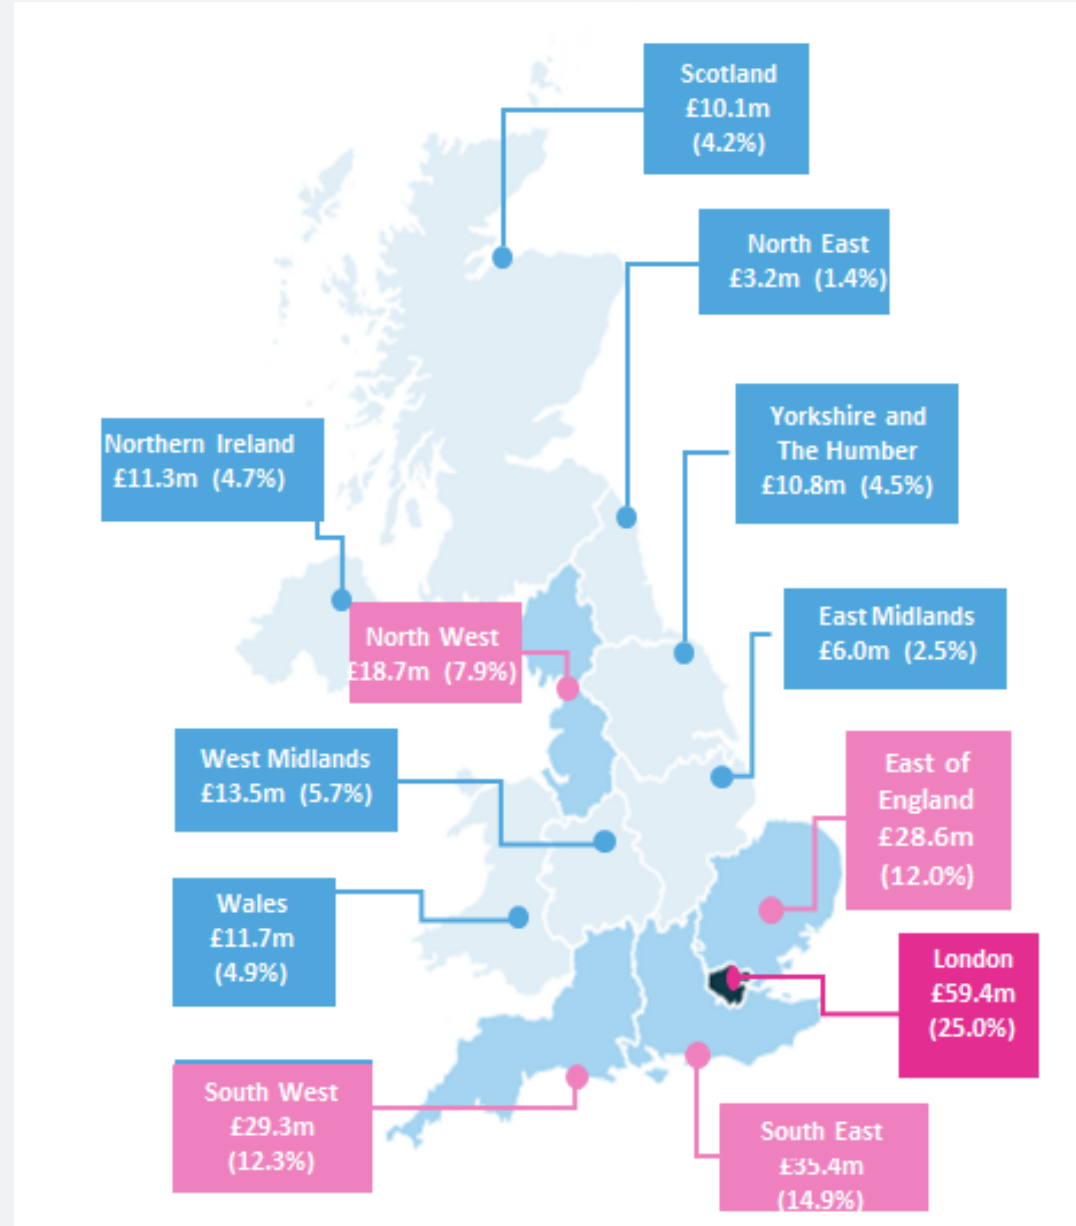 Scotland
£10.1m
(4.2%)
North East
£3.2m (1.4%)
Yorkshire and
The Humber
£10.8m (4.5%)
Northern Ireland
£11.3m (4.7%)
East Midlands
£6.0m (2.5%)
North West
£18.7m (7.9%)
West Midlands
£13.5m (5.7%)
East of
England
£28.6m
(12.0%)
Wales
£11.7m
(4.9%)
London
£59.4m
(25.0%)
South West
£29.3m
(12.3%)
South East
£35.4m
(14.9%)